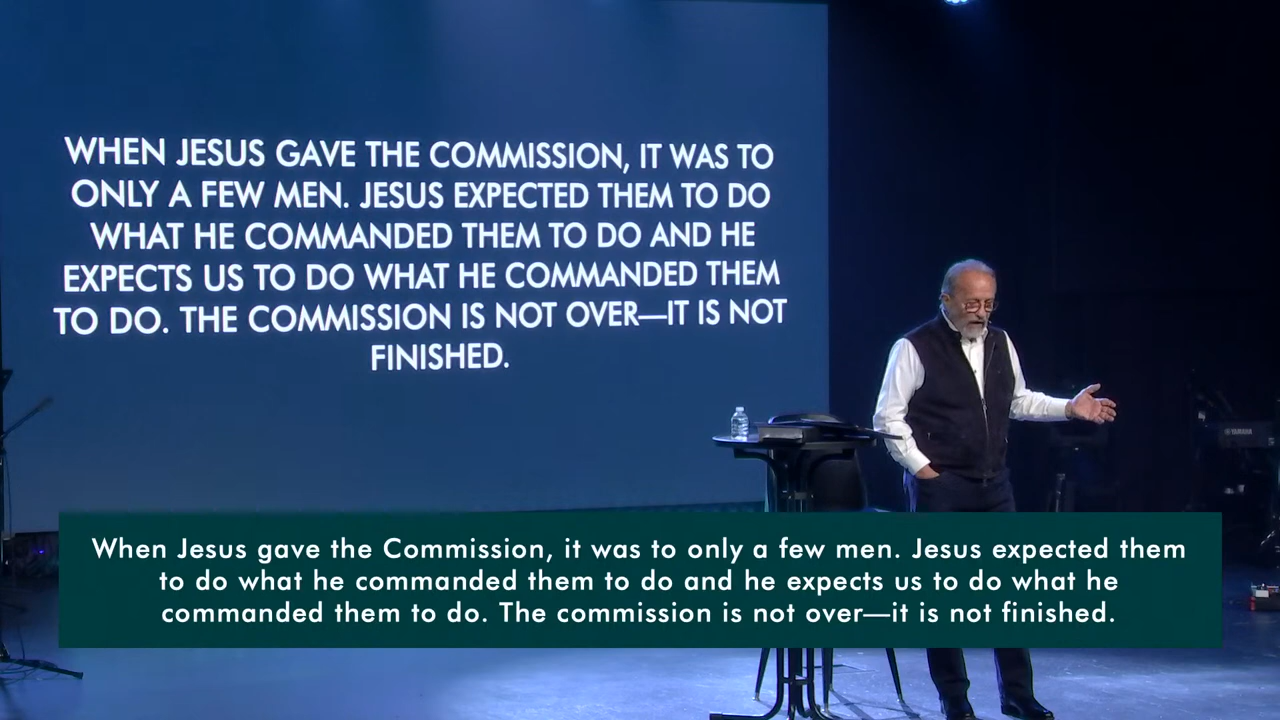 WHEN JESUS GAVE THE COMMISSION, IT WAS TO
ONLY A FEW MEN. JESUS EXPECTED THEM TO DO
WHAT HE COMMANDED THEM TO DO AND HE
EXPECTS US TO DO WHAT HE COMMANDED THEM
TO DO. THE COMMISSION IS NOT OVER—IT IS NOT
FINISHED.
YAMAHA
When Jesus gave the Commission, it was to only a few men. Jesus expected them
to do what he commanded them to do and he expects us to do what he
commanded them to do. The commission is not over—it is not finished.